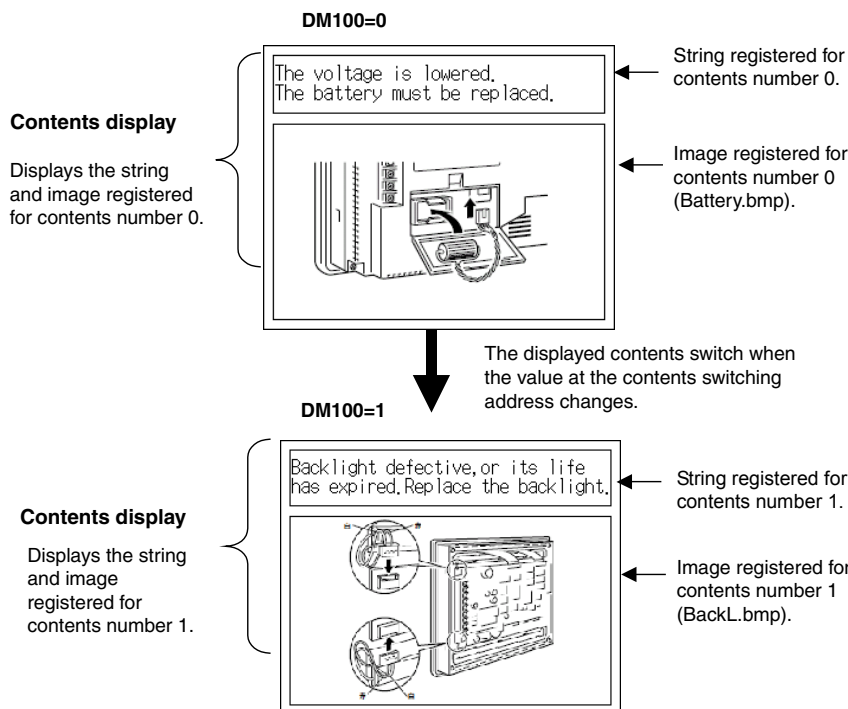 DM100=0
The voltage is lowered.
The battery must be replaced.
String registered for
contents number 0.
Contents display
Displays the string
and image registered
for contents number 0.
Image registered for
contents number 0
(Battery.bmp).
The displayed contents switch when
the value at the contents switching
address changes.
DM100=1
Backlight defective,or its life
has expired.Replace the backlight.
String registered for
contents number 1.
Contents display
Displays the string
and image
registered for
contents number 1.
Image registered for
contents number 1
(BackL.bmp).